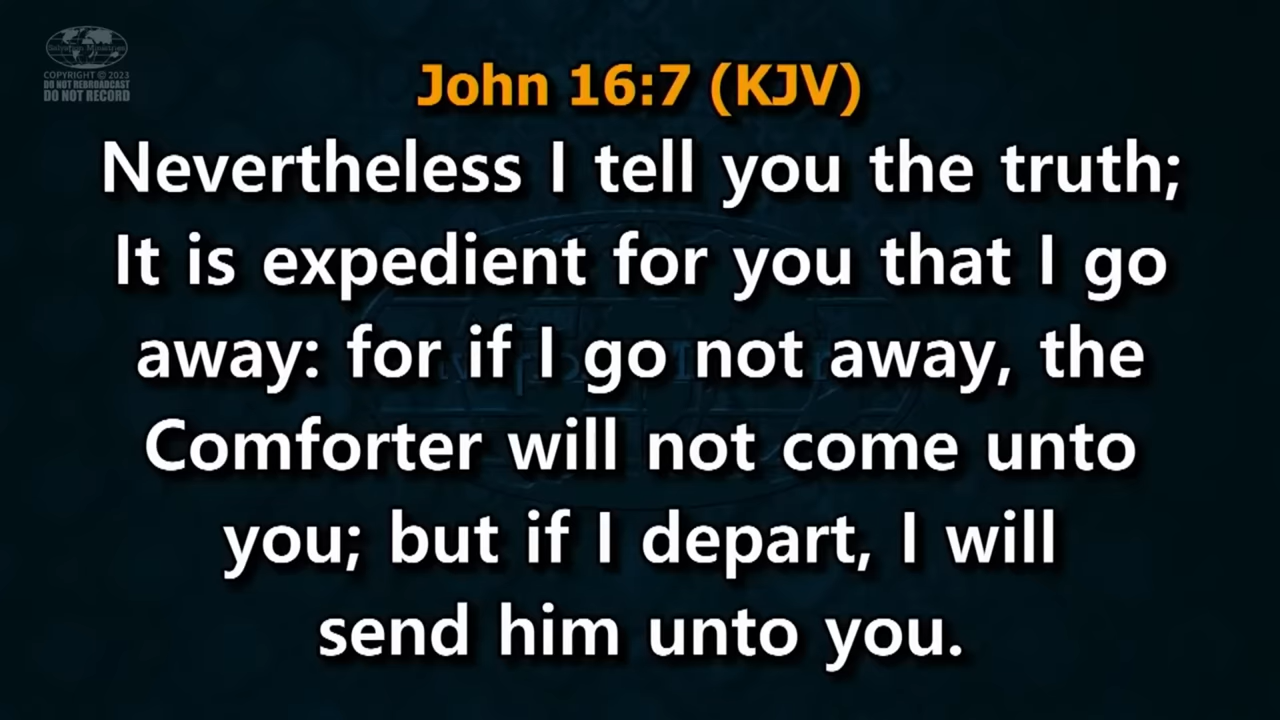 Salvation Ministries
COPYRIGHT © 2023
DO NOT REBROADCAST
DO NOT RECORD
John 16:7 (KJV)
Nevertheless I tell you the truth;
It is expedient for you that I go
away: for if I go not away, the
Comforter will not come unto
you; but if I depart, I will
send him unto you.